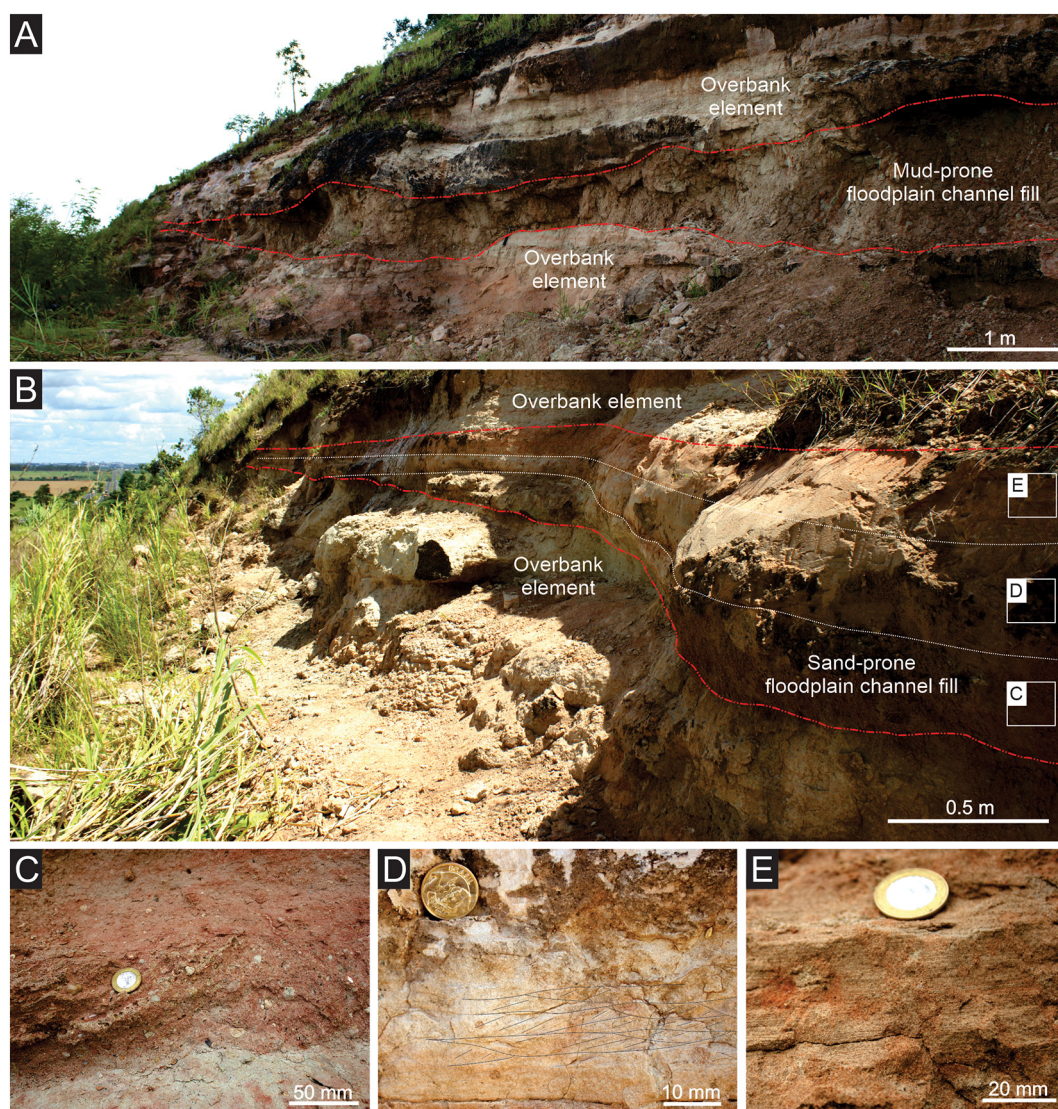 A
Overbank
element
Mud-prone
floodplain channel fill
Overbank
element
1 m
B
Overbank element
E
Overbank
element
D
Sand-prone
floodplain channel fill
C
0.5 m
C
50 mm
D
10 mm
E
20 mm